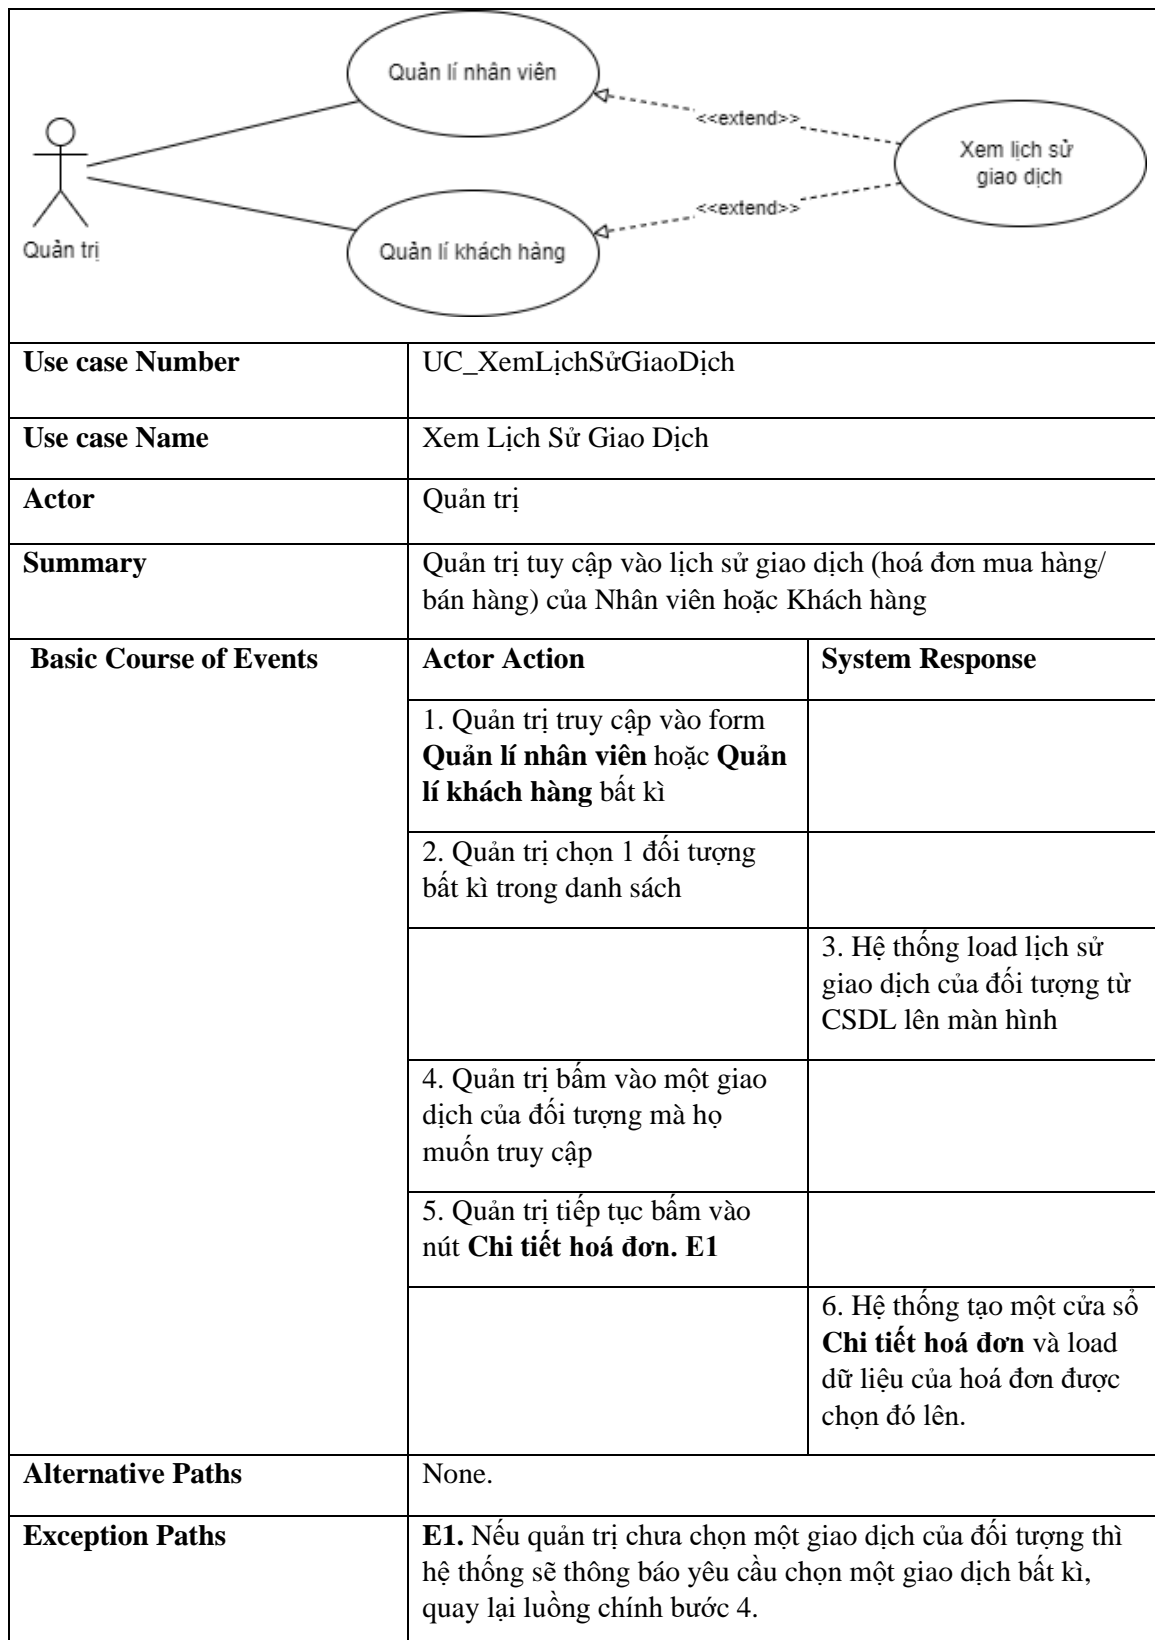 Quản lí nhân viên
<<extend>>
Xem lịch sử
giao dịch
<<extend>>
Quản trị
Quản lí khách hàng
Use case Number
UC_XemLịchSửGiaoDịch
Use case Name
Xem Lịch Sử Giao Dịch
Actor
Quản trị
Summary
Quản trị tuy cập vào lịch sử giao dịch (hoá đơn mua hàng/
bán hàng) của Nhân viên hoặc Khách hàng
Basic Course of Events
Actor Action
System Response
1. Quản trị truy cập vào form
Quản lí nhân viên hoặc Quản
lí khách hàng bất kì
2. Quản trị chọn 1 đối tượng
bất kì trong danh sách
3. Hệ thống load lịch sử
giao dịch của đối tượng từ
CSDL lên màn hình
4. Quản trị bấm vào một giao
dịch của đối tượng mà họ
muốn truy cập
5. Quản trị tiếp tục bấm vào
nút Chi tiết hoá đơn. E1
6. Hệ thống tạo một cửa sổ
Chi tiết hoá đơn và load
dữ liệu của hoá đơn được
chọn đó lên.
Alternative Paths
None.
Exception Paths
E1. Nếu quản trị chưa chọn một giao dịch của đối tượng thì
hệ thống sẽ thông báo yêu cầu chọn một giao dịch bất kì,
quay lại luồng chính bước 4.